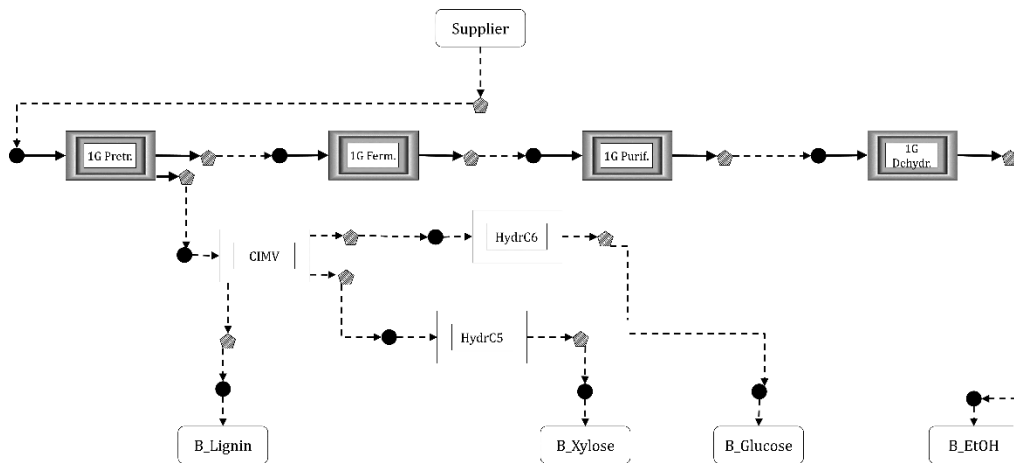 Supplier
1G Pretr.
1G Ferm.
1G Purif.
1G
Dehydr.
CIMV
HydrC6
HydrC5
B_Lignin
B_Xylose
B_Glucose
B_EtOH